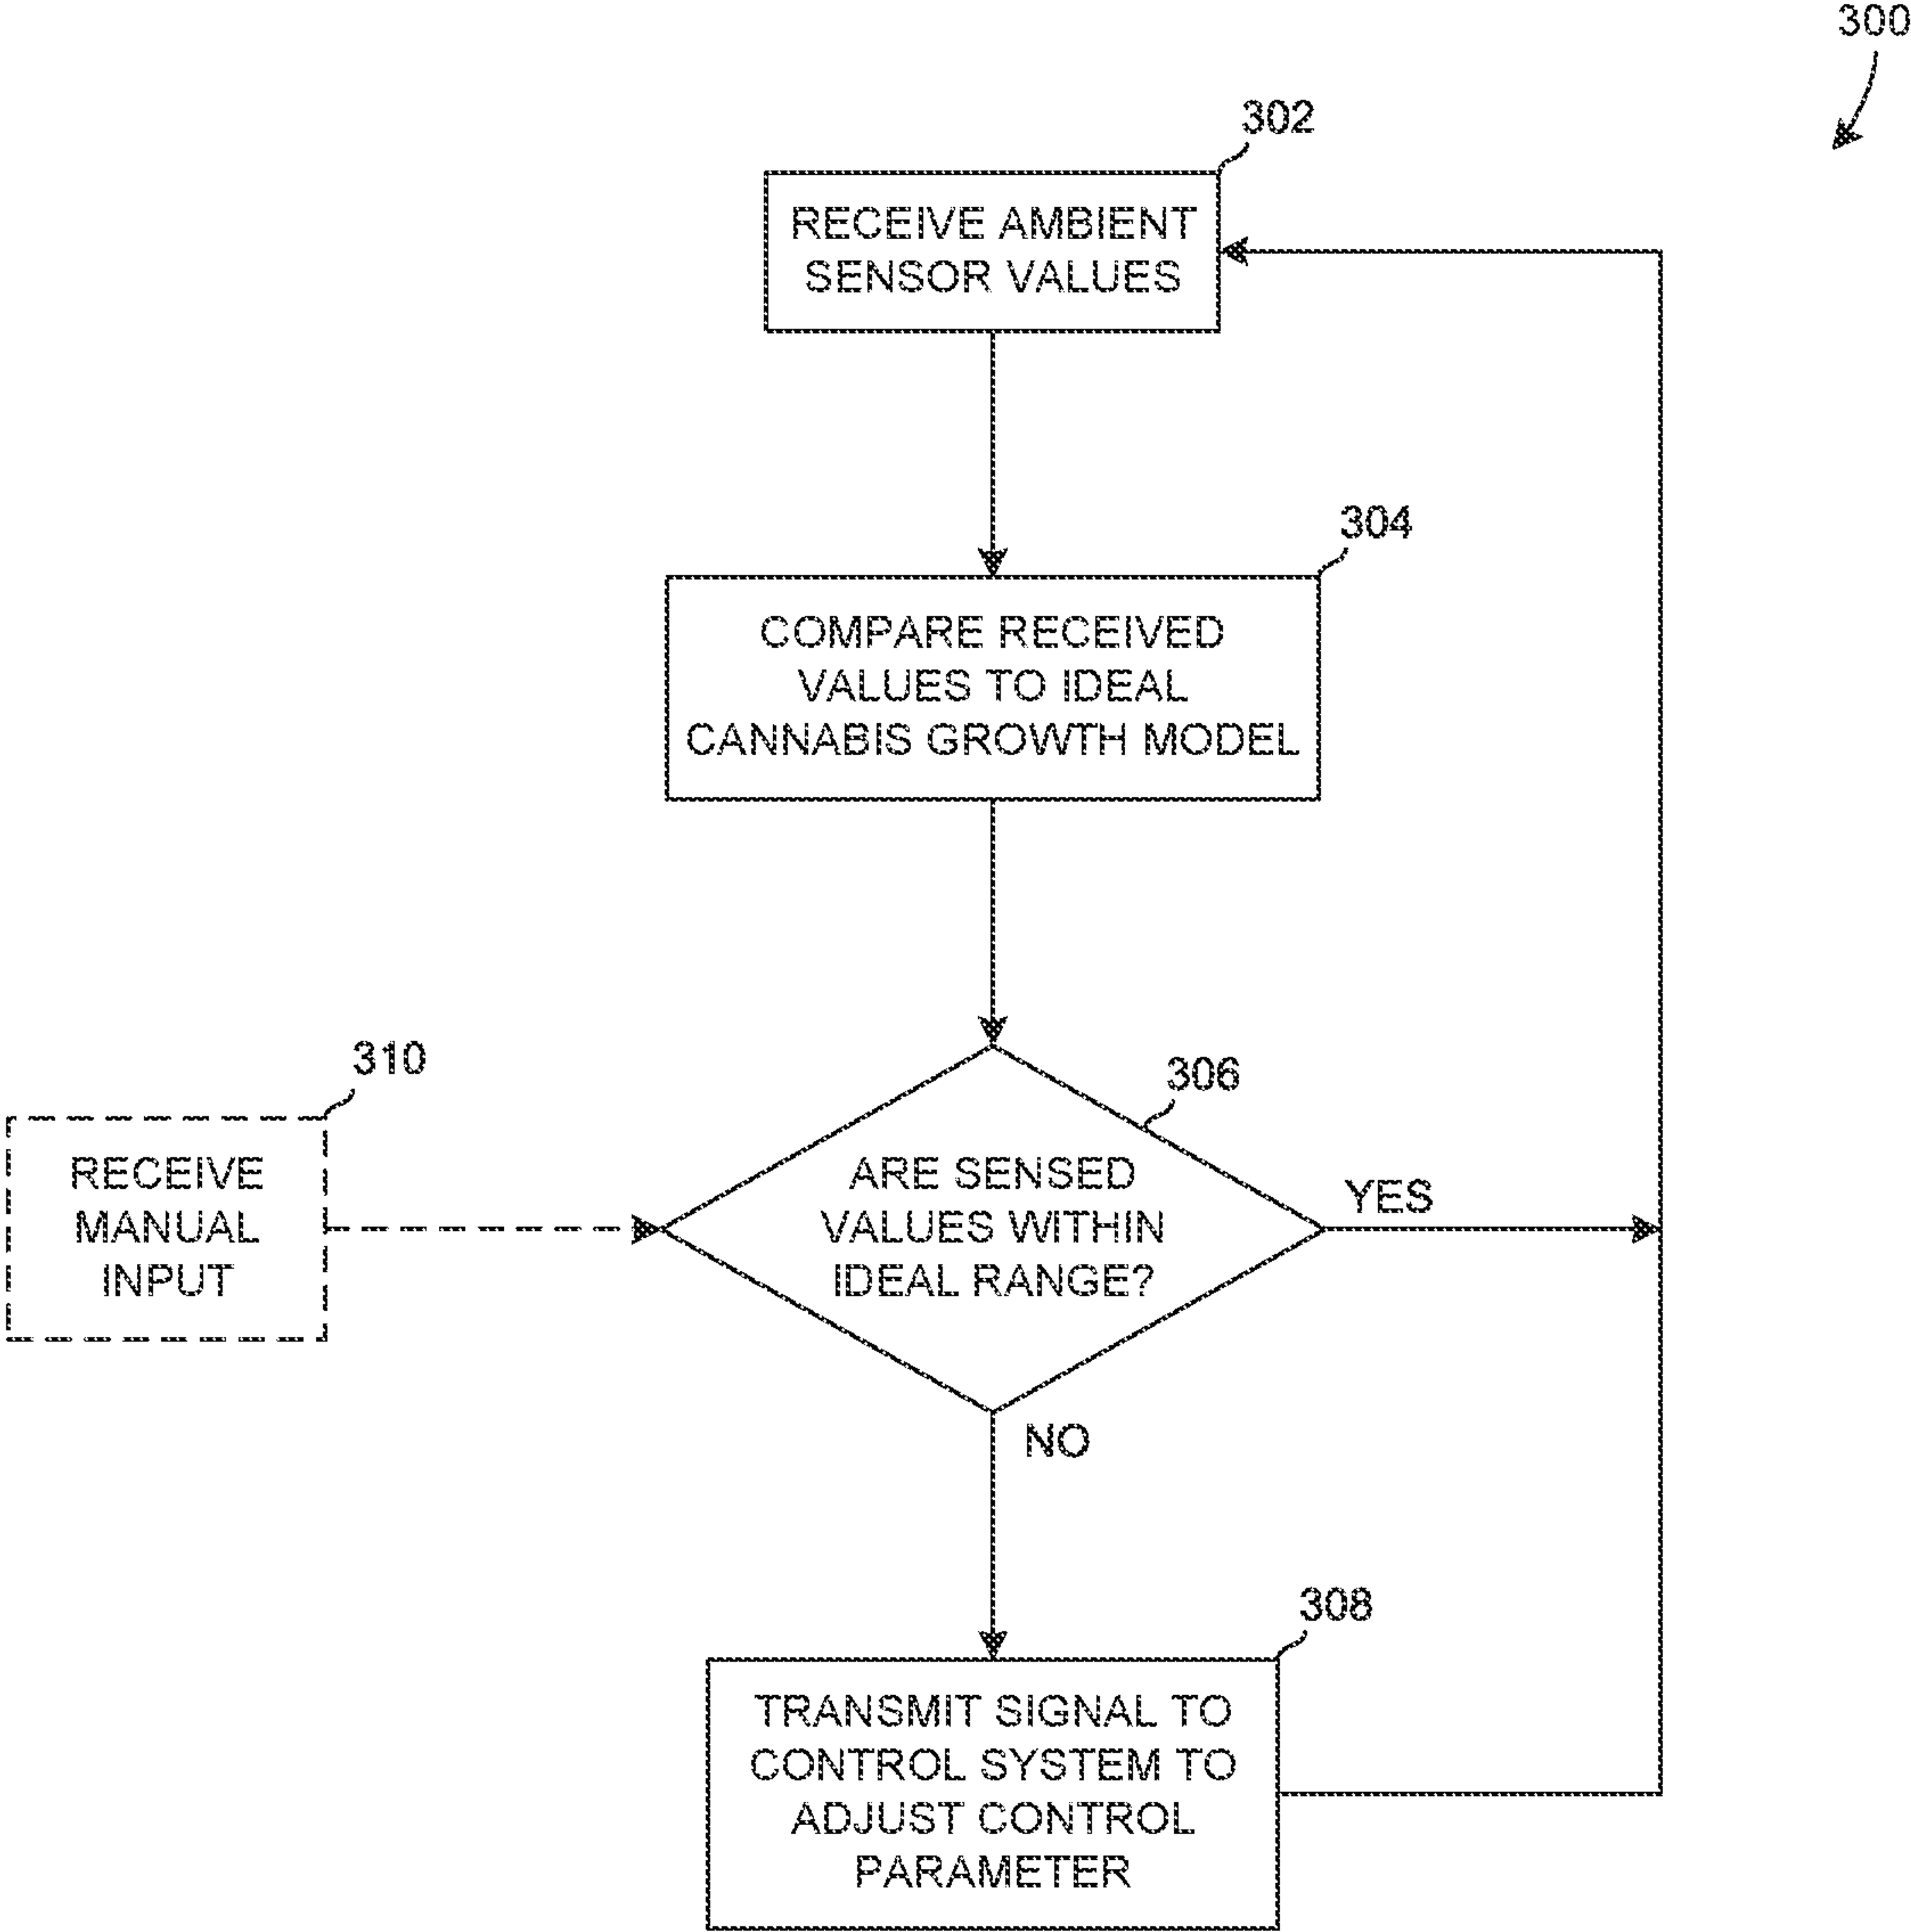 300
302
RECEIVE AMBIENT
SENSOR VALUES
304
COMPARE RECEIVED
VALUES TO IDEAL
CANNABIS GROWTH MODEL
310
RECEIVE
MANUAL
INPUT
306
ARE SENSED
VALUES WITHIN
IDEAL RANGE?
YES
NO
308
TRANSMIT SIGNAL TO
CONTROL SYSTEM TO
ADJUST CONTROL
PARAMETER